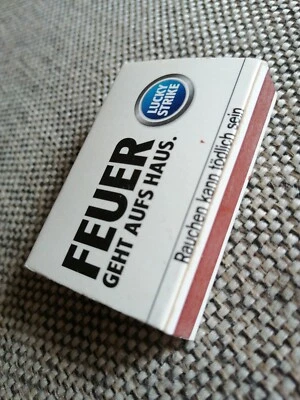 LUCKY
STRIKE
FEUER
GEHT AUFS HAUS.
Rauchen kann tödlich sein